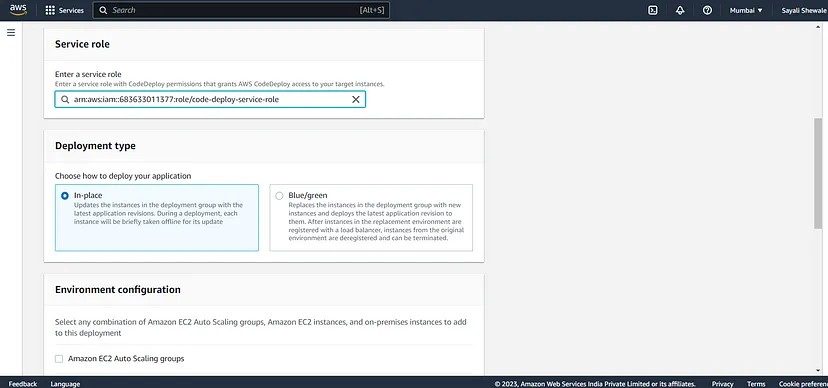 aws
Services
Search
[Alt+S]
Mumbai ▼
Sayali Shewale
Service role
Enter a service role
Enter a service role with CodeDeploy permissions that grants AWS CodeDeploy access to your target instances.
arn:aws:iam::683633011377:role/code-deploy-service-role
Deployment type
Choose how to deploy your application
In-place
Updates the instances in the deployment group with the
latest application revisions. During a deployment, each
instance will be briefly taken offline for its update
Blue/green
Replaces the instances in the deployment group with new
instances and deploys the latest application revision to
them. After instances in the replacement environment are
registered with a load balancer, instances from the original
environment are deregistered and can be terminated.
Environment configuration
Select any combination of Amazon EC2 Auto Scaling groups, Amazon EC2 instances, and on-premises instances to add
to this deployment
Amazon EC2 Auto Scaling groups
Feedback
Language
© 2023, Amazon Web Services India Private Limited or its affiliates.
Privacy
Terms
Cookie preferen